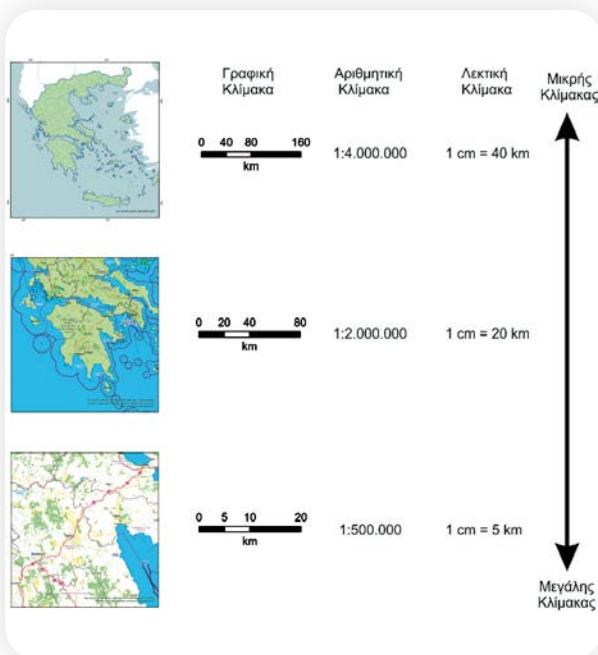 Γραφική
Κλίμακα
Αριθμητική
Κλίμακα
Λεκτική
Κλίμακα
Μικρής
Κλίμακας
0 40 80 160
km
1:4.000.000
1 cm = 40 km
0 20 40 80
km
1:2.000.000
1 cm = 20 km
0 5 10 20
km
1:500.000
1 cm = 5 km
Μεγάλης
Κλίμακας